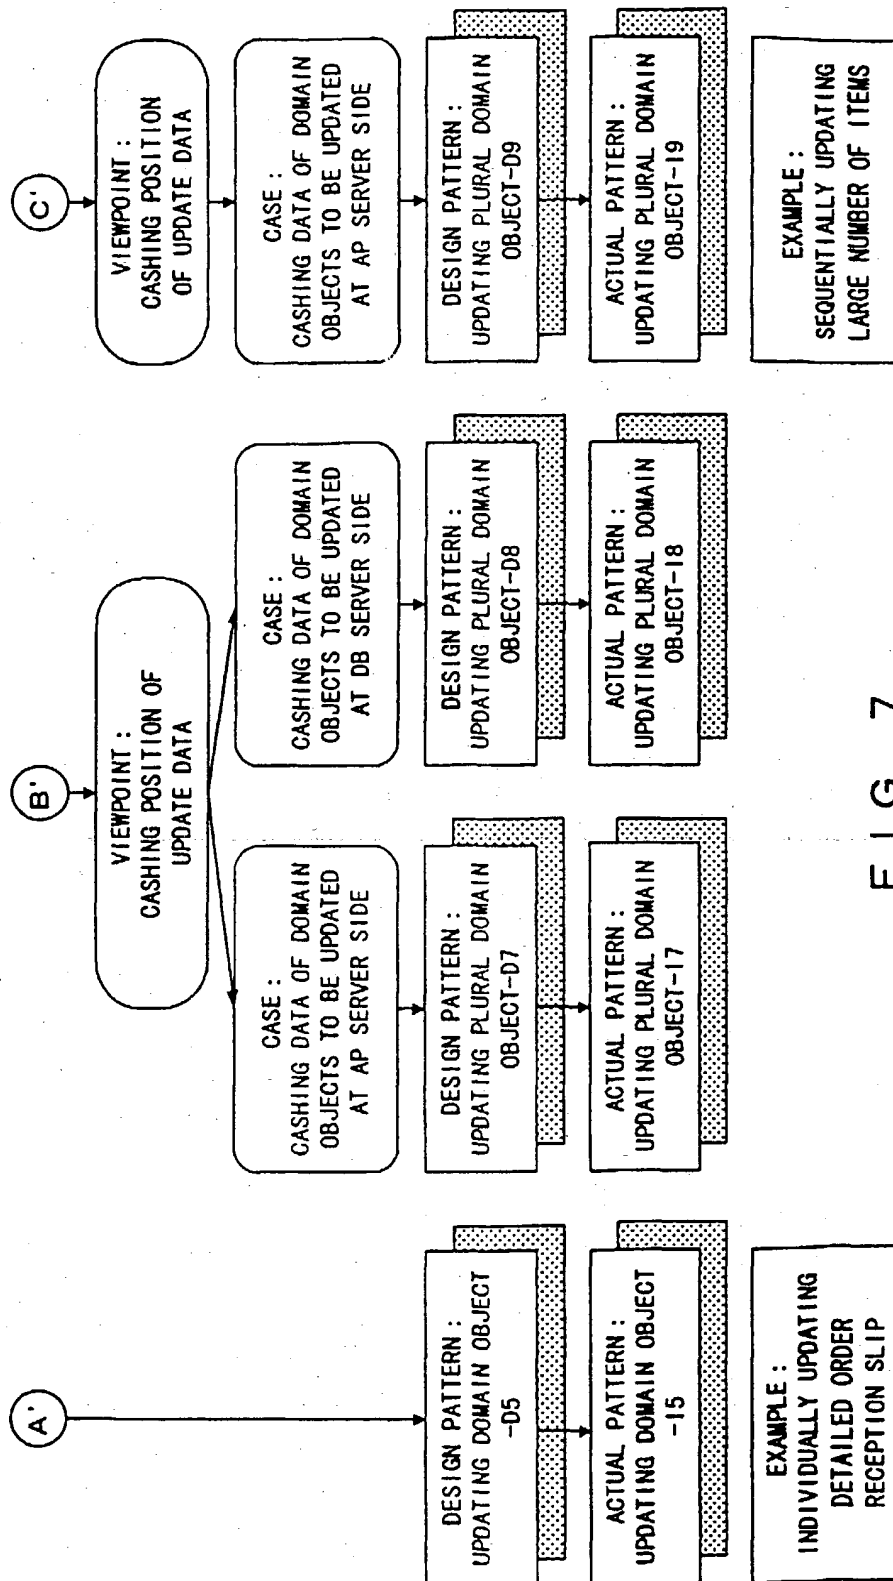 A'
DESIGN PATTERN:
UPDATING DOMAIN OBJECT
-D5
ACTUAL PATTERN:
UPDATING DOMAIN OBJECT
-I5
EXAMPLE:
INDIVIDUALLY UPDATING
DETAILED ORDER
RECEPTION SLIP
B'
VIEWPOINT:
CASHING POSITION OF
UPDATE DATA
CASE:
CASHING DATA OF DOMAIN
OBJECTS TO BE UPDATED
AT AP SERVER SIDE
DESIGN PATTERN:
UPDATING PLURAL DOMAIN
OBJECT-D7
ACTUAL PATTERN:
UPDATING PLURAL DOMAIN
OBJECT-I7
CASE:
CASHING DATA OF DOMAIN
OBJECTS TO BE UPDATED
AT DB SERVER SIDE
DESIGN PATTERN:
UPDATING PLURAL DOMAIN
OBJECT-D8
ACTUAL PATTERN:
UPDATING PLURAL DOMAIN
OBJECT-I8
C'
VIEWPOINT:
CASHING POSITION
OF UPDATE DATA
CASE:
CASHING DATA OF DOMAIN
OBJECTS TO BE UPDATED
AT AP SERVER SIDE
DESIGN PATTERN:
UPDATING PLURAL DOMAIN
OBJECT-D9
ACTUAL PATTERN:
UPDATING PLURAL DOMAIN
OBJECT-I9
EXAMPLE:
SEQUENTIALLY UPDATING
LARGE NUMBER OF ITEMS
FIG. 7